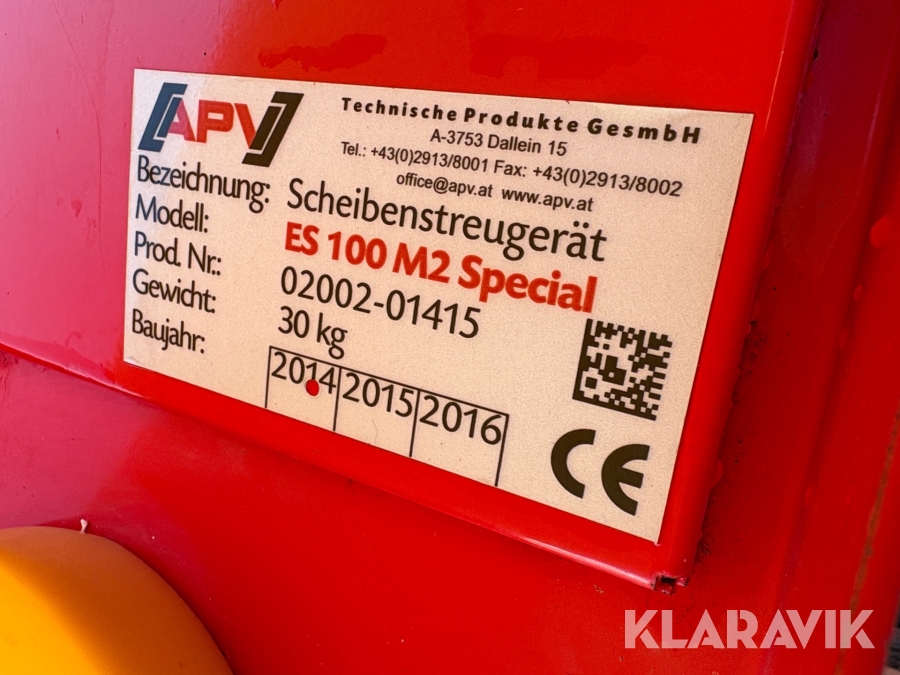 [APV]
Technische Produkte GesmbH
A-3753 Dallein 15
Tel.: +43(0)2913/8001 Fax: +43(0)2913/8002
office@apv.at www.apv.at
Bezeichnung: Scheibenstreugerät
Modell: ES 100 M2 Special
Prod. Nr.: 02002-01415
Gewicht: 30 kg
Baujahr: 2014 2015 2016
CE
KLARAVIK